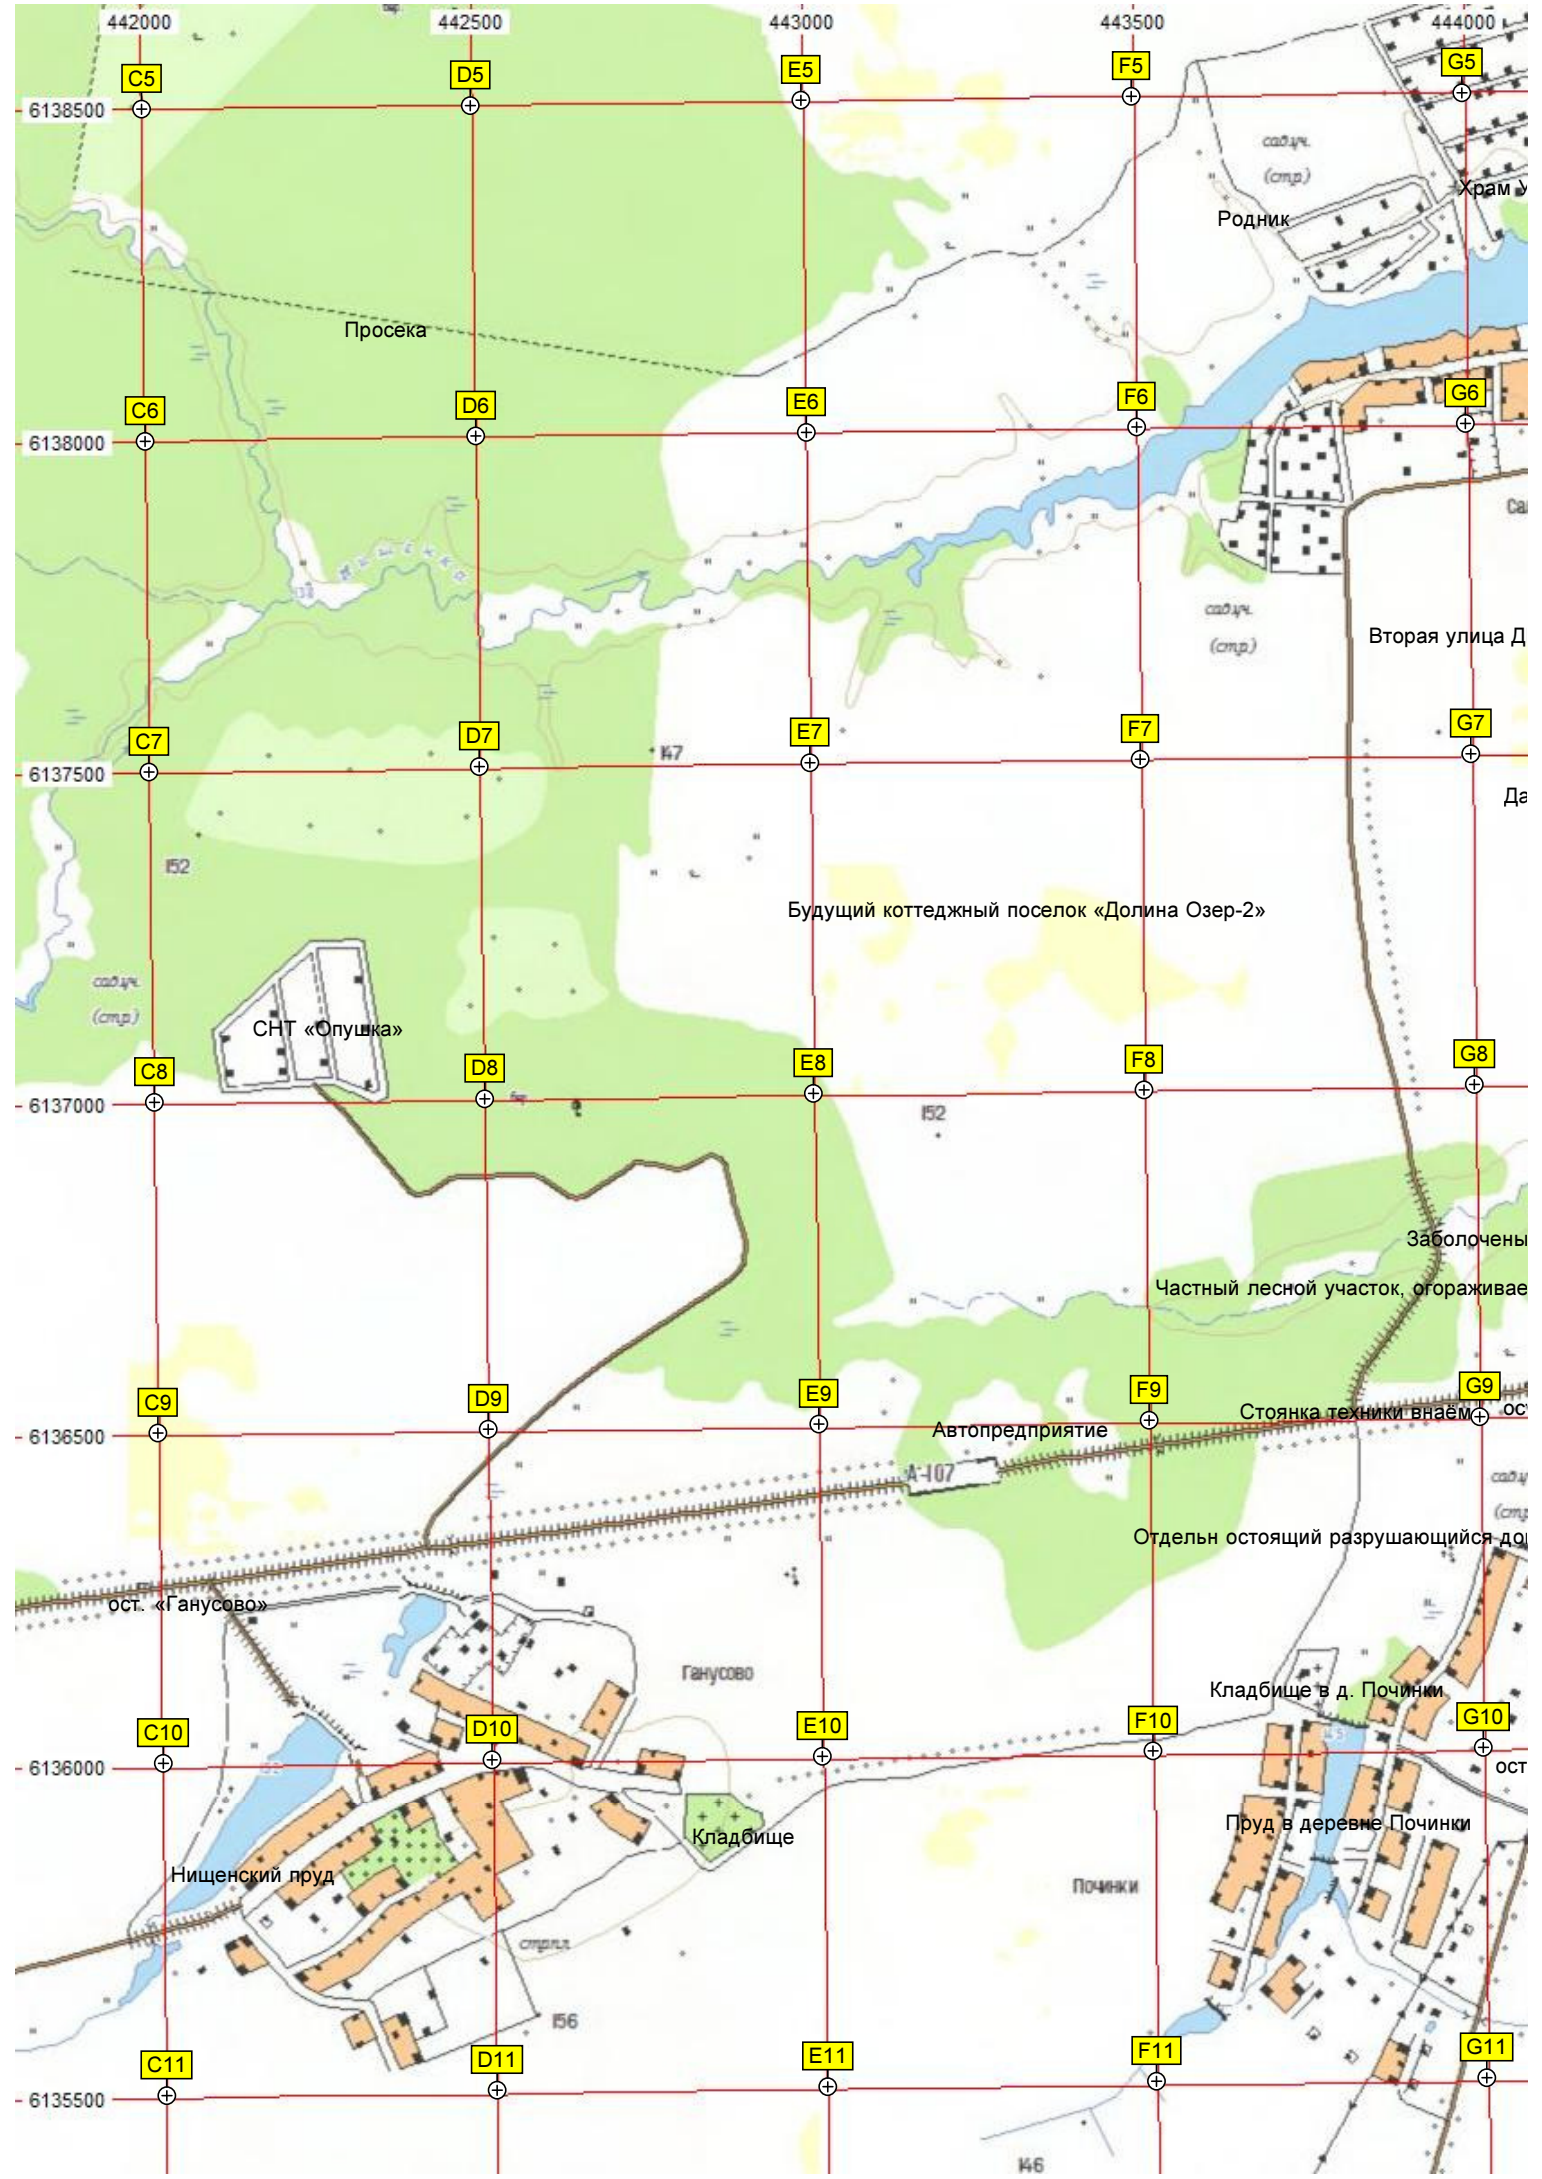 442000 442500 443000 443500 444000
C5 D5 E5 F5 G5
6138500
сад.уч.
(стр.)
Храм У
Родник
Просека
C6 D6 E6 F6 G6
6138000
Са
сад.уч.
(стр.)
Вторая улица Д
C7 D7 E7 F7 G7
147
6137500
Да
152
Будущий коттеджный поселок «Долина Озер-2»
сад.уч.
(стр.)
СНТ «Опушка»
C8 D8 E8 F8 G8
бер.
6137000
152
Заболочены
Частный лесной участок, огораживае
C9 D9 E9 F9 G9
Стоянка техники внаём
ос
Автопредприятие
6136500
А-107
сад.у
(стр
Отдельн остоящий разрушающийся до
ост. «Ганусово»
Ганусово
Кладбище в д. Починки
C10 D10 E10 F10 G10
6136000
ост
Пруд в деревне Починки
Кладбище
Нищенский пруд
Починки
156
C11 D11 E11 F11 G11
6135500
146